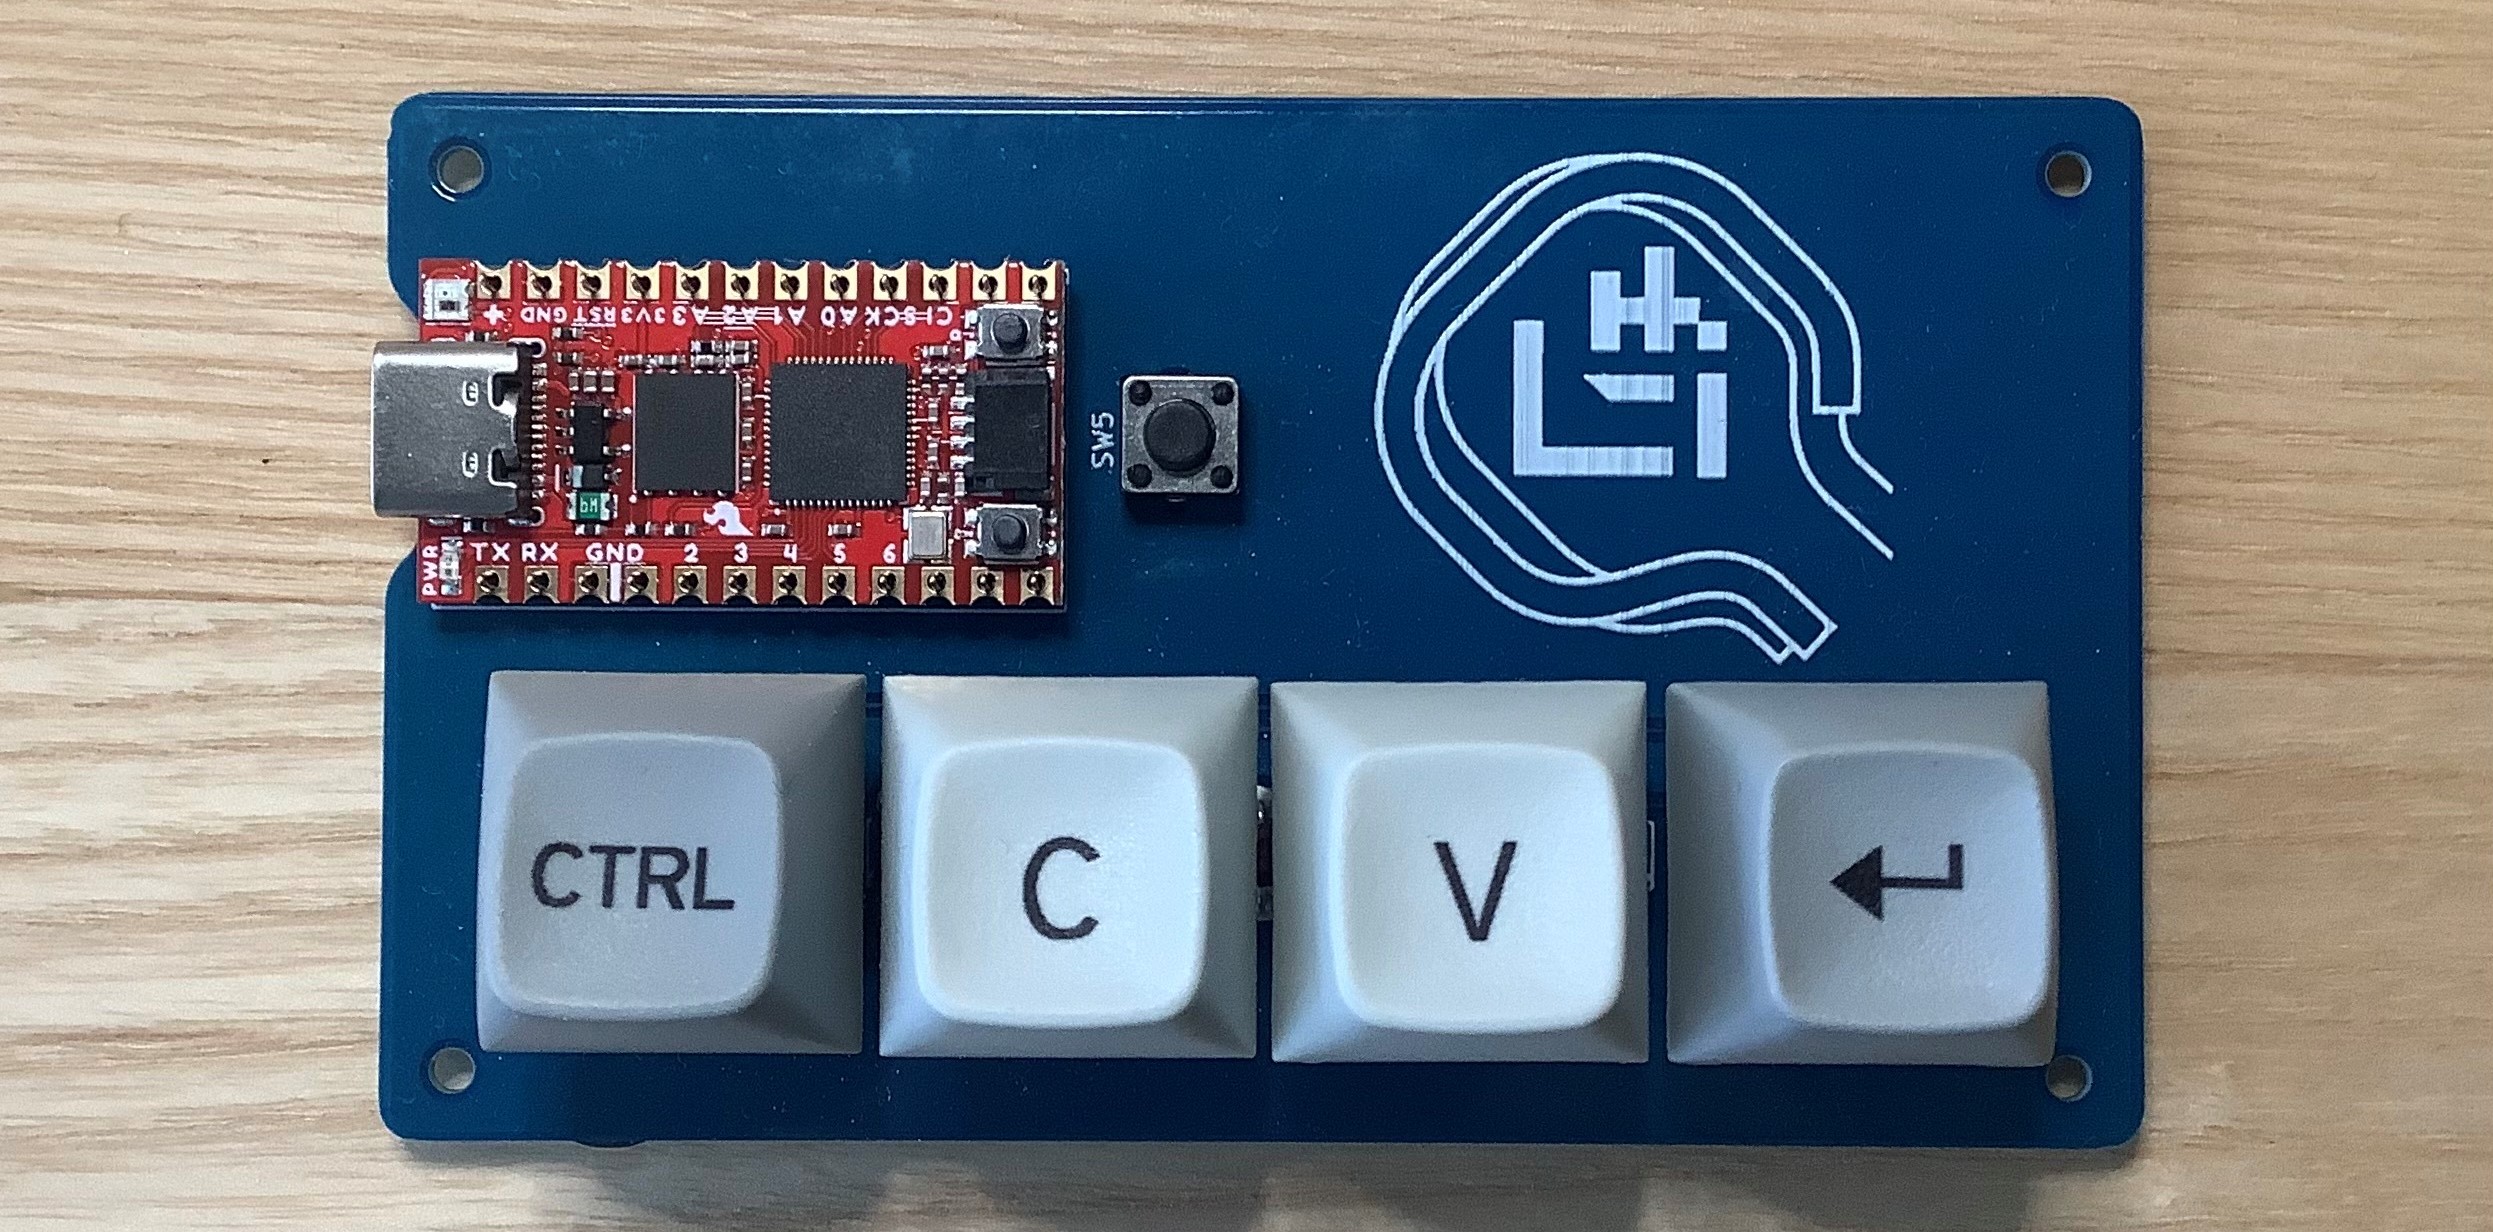 + GND RST GND 3V3 A3 A2 A1 A0 SCK CI
SW5
PWR
TX RX GND 2 3 4 5 6
CTRL C V